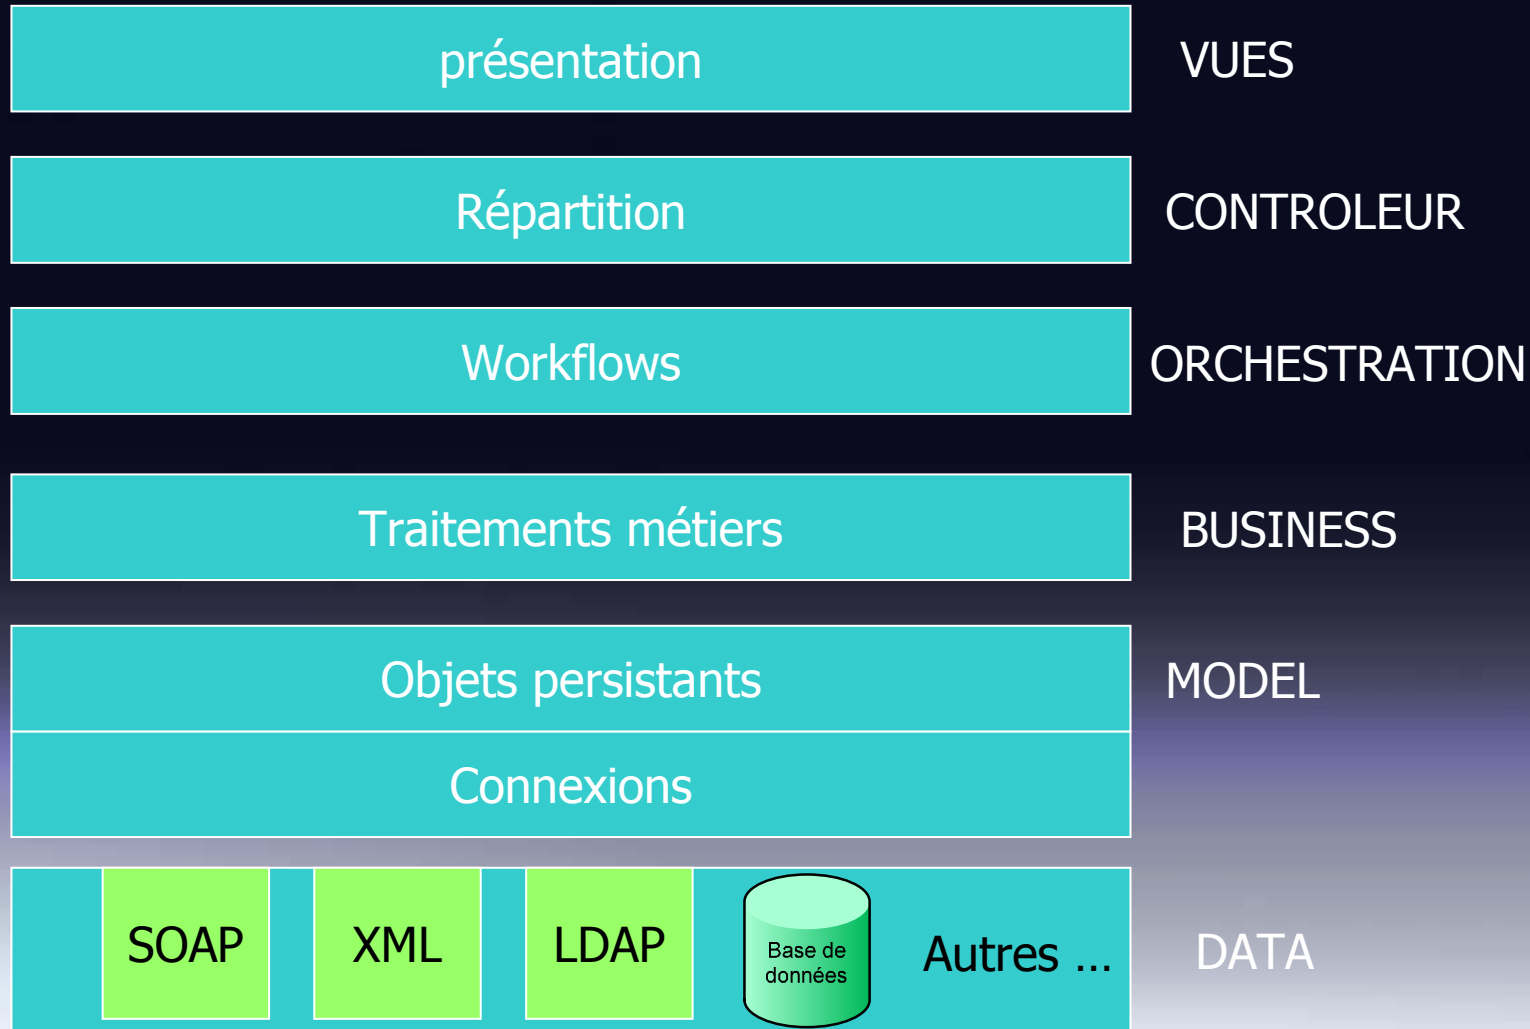 présentation
VUES
Répartition
CONTROLEUR
Workflows
ORCHESTRATION
Traitements métiers
BUSINESS
Objets persistants
MODEL
Connexions
SOAP
XML
LDAP
Base de
données
Autres ...
DATA